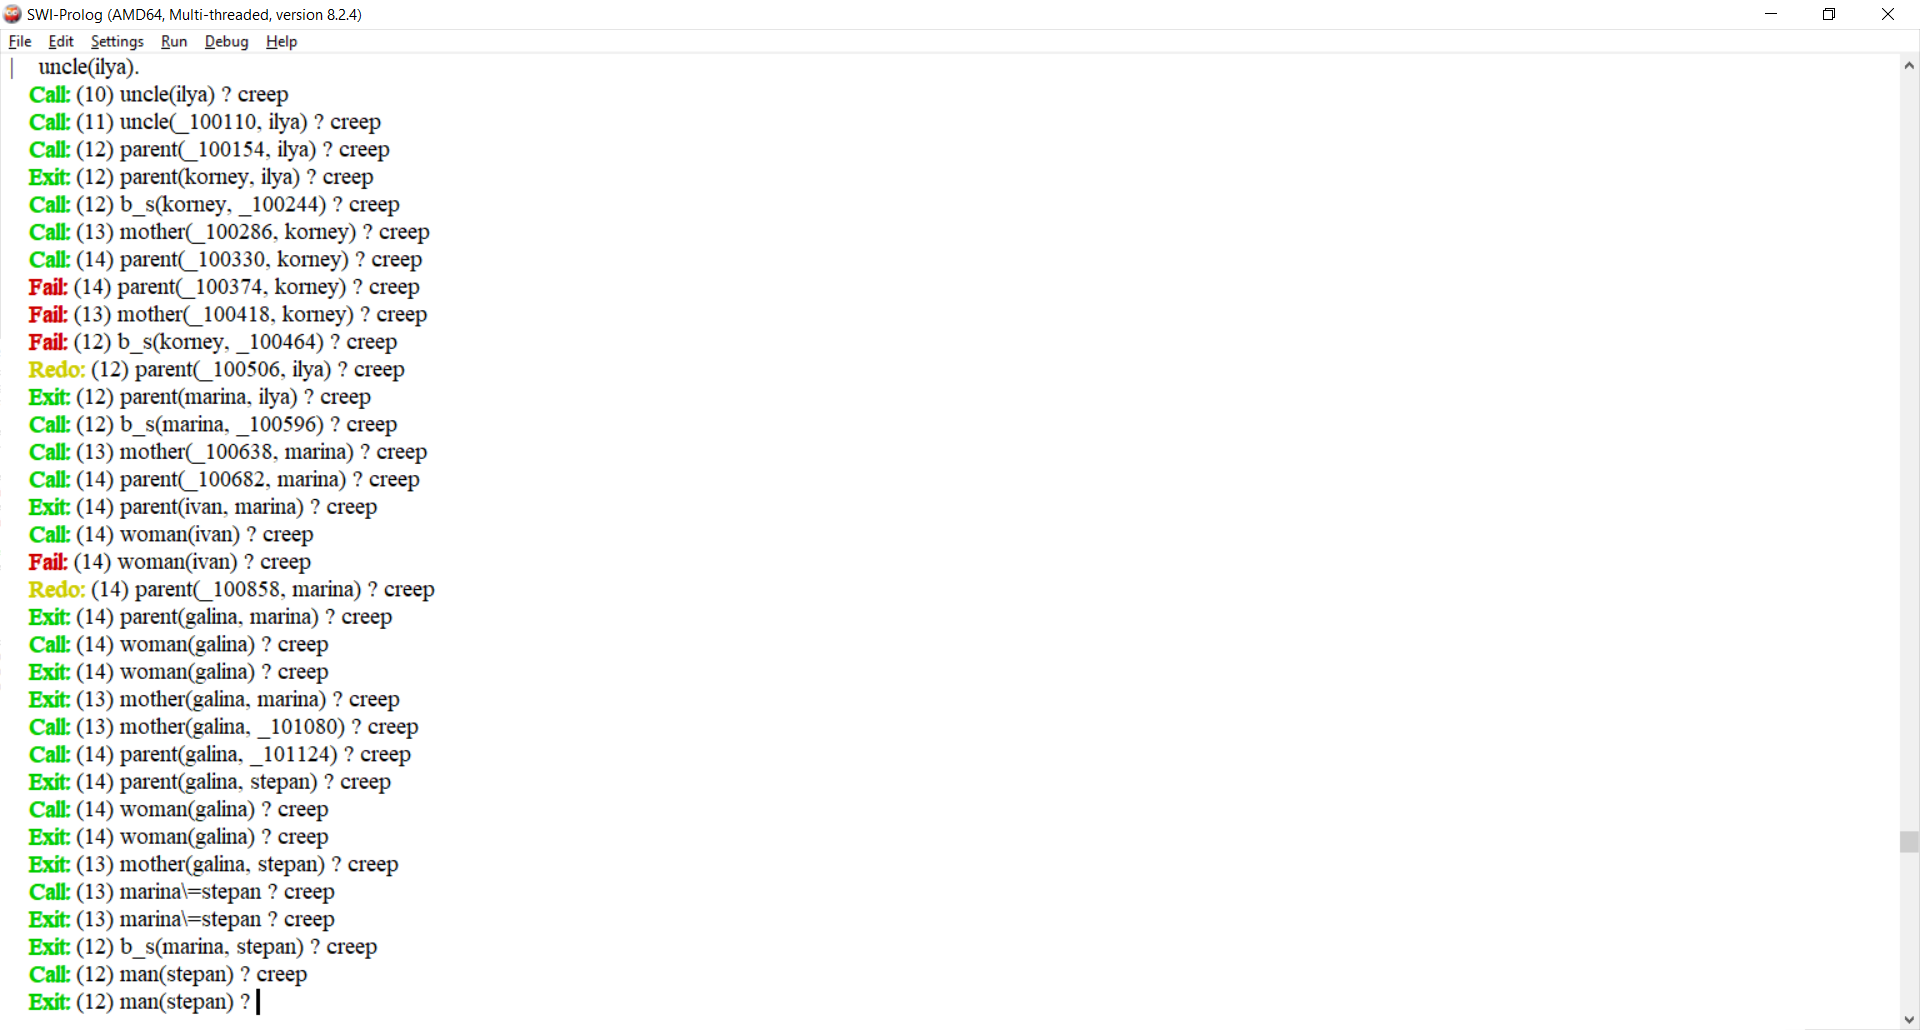 SWI-Prolog (AMD64, Multi-threaded, version 8.2.4)
File Edit Settings Run Debug Help
| uncle(ilya).
Call: (10) uncle(ilya) ? creep
Call: (11) uncle(_100110, ilya) ? creep
Call: (12) parent(_100154, ilya) ? creep
Exit: (12) parent(korney, ilya) ? creep
Call: (12) b_s(korney, _100244) ? creep
Call: (13) mother(_100286, korney) ? creep
Call: (14) parent(_100330, korney) ? creep
Fail: (14) parent(_100374, korney) ? creep
Fail: (13) mother(_100418, korney) ? creep
Fail: (12) b_s(korney, _100464) ? creep
Redo: (12) parent(_100506, ilya) ? creep
Exit: (12) parent(marina, ilya) ? creep
Call: (12) b_s(marina, _100596) ? creep
Call: (13) mother(_100638, marina) ? creep
Call: (14) parent(_100682, marina) ? creep
Exit: (14) parent(ivan, marina) ? creep
Call: (14) woman(ivan) ? creep
Fail: (14) woman(ivan) ? creep
Redo: (14) parent(_100858, marina) ? creep
Exit: (14) parent(galina, marina) ? creep
Call: (14) woman(galina) ? creep
Exit: (14) woman(galina) ? creep
Exit: (13) mother(galina, marina) ? creep
Call: (13) mother(galina, _101080) ? creep
Call: (14) parent(galina, _101124) ? creep
Exit: (14) parent(galina, stepan) ? creep
Call: (14) woman(galina) ? creep
Exit: (14) woman(galina) ? creep
Exit: (13) mother(galina, stepan) ? creep
Call: (13) marina\=stepan ? creep
Exit: (13) marina\=stepan ? creep
Exit: (12) b_s(marina, stepan) ? creep
Call: (12) man(stepan) ? creep
Exit: (12) man(stepan) ?